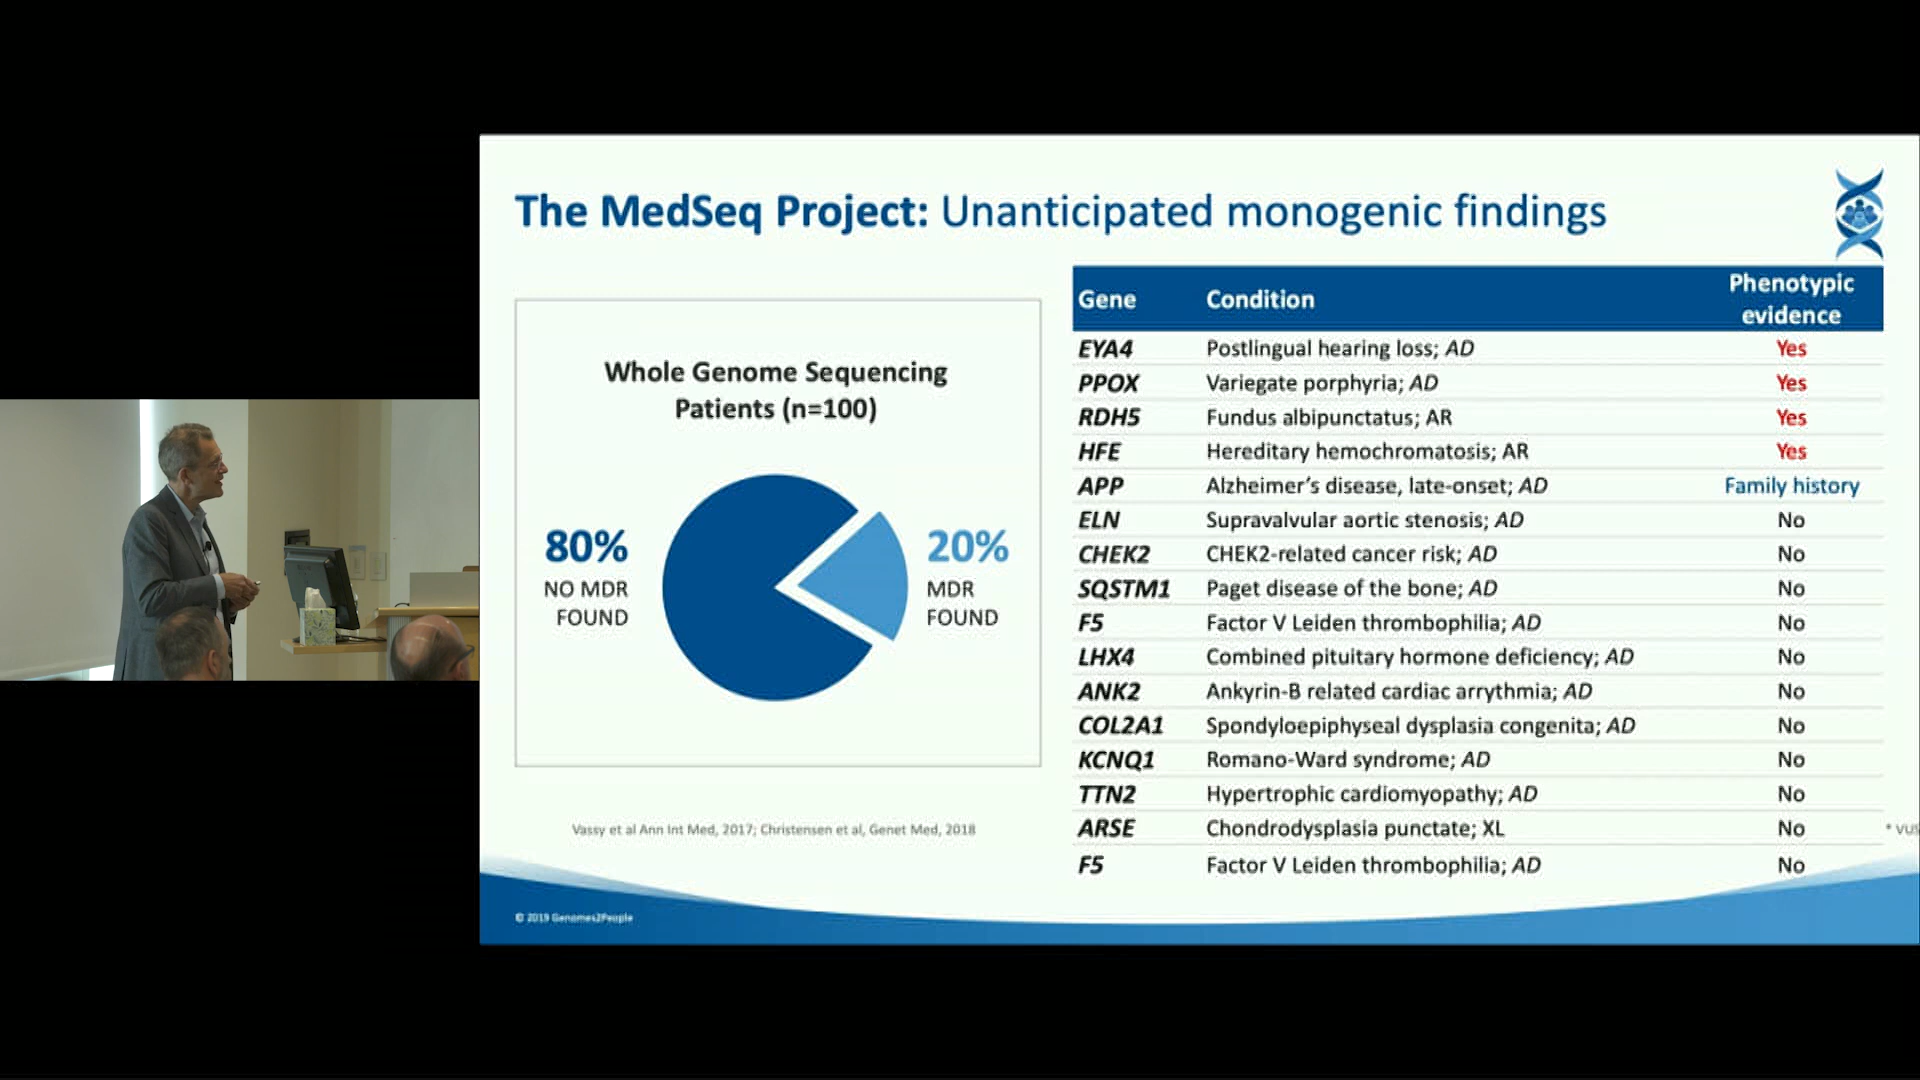 The MedSeq Project: Unanticipated monogenic findings
Whole Genome Sequencing
Patients (n=100)
80%
NO MDR
FOUND
20%
MDR
FOUND
Vassy et al Ann Int Med, 2017; Christensen et al, Genet Med, 2018
Gene Condition Phenotypic evidence
EYA4 Postlingual hearing loss; AD Yes
PPOX Variegate porphyria; AD Yes
RDH5 Fundus albipunctatus; AR Yes
HFE Hereditary hemochromatosis; AR Yes
APP Alzheimer's disease, late-onset; AD Family history
ELN Supravalvular aortic stenosis; AD No
CHEK2 CHEK2-related cancer risk; AD No
SQSTM1 Paget disease of the bone; AD No
F5 Factor V Leiden thrombophilia; AD No
LHX4 Combined pituitary hormone deficiency; AD No
ANK2 Ankyrin-B related cardiac arrythmia; AD No
COL2A1 Spondyloepiphyseal dysplasia congenita; AD No
KCNQ1 Romano-Ward syndrome; AD No
TTN2 Hypertrophic cardiomyopathy; AD No
ARSE Chondrodysplasia punctate; XL No
* VUS
F5 Factor V Leiden thrombophilia; AD No
© 2019 Genomes2People